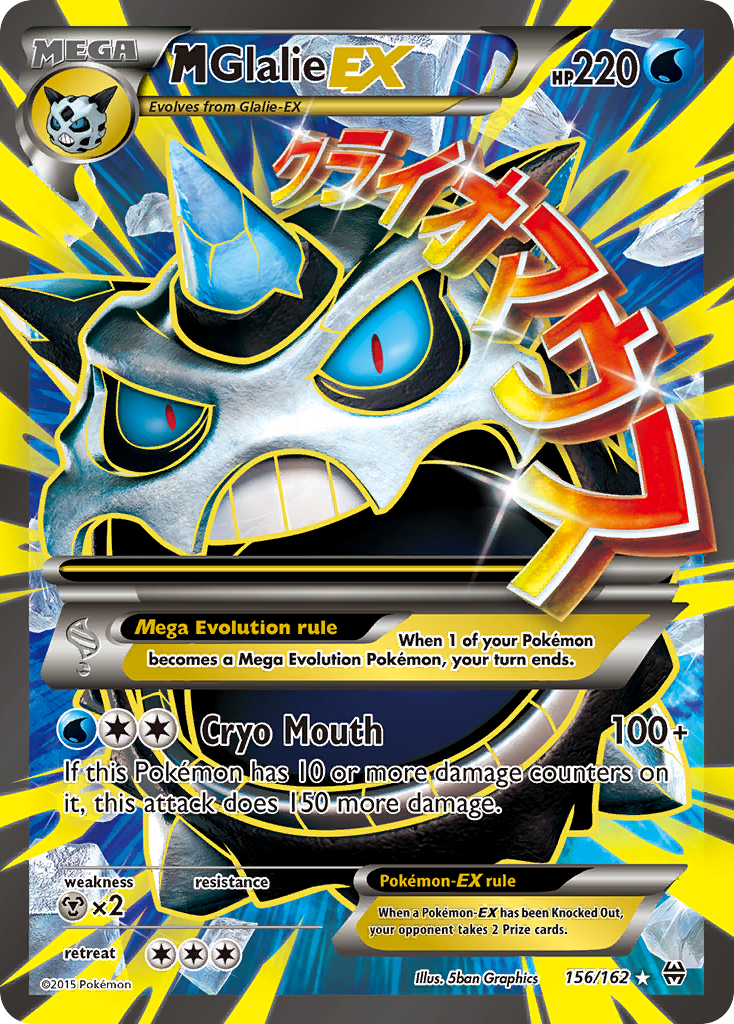 MEGA
MGlalie EX
HP220
Evolves from Glalie-EX
クライオマウス
Mega Evolution rule
When 1 of your Pokémon
becomes a Mega Evolution Pokémon, your turn ends.
Cryo Mouth 100+
If this Pokémon has 10 or more damage counters on
it, this attack does 150 more damage.
weakness resistance
×2
retreat
Pokémon-EX rule
When a Pokémon-EX has been Knocked Out,
your opponent takes 2 Prize cards.
©2015 Pokémon
Illus. 5ban Graphics 156/162 ★